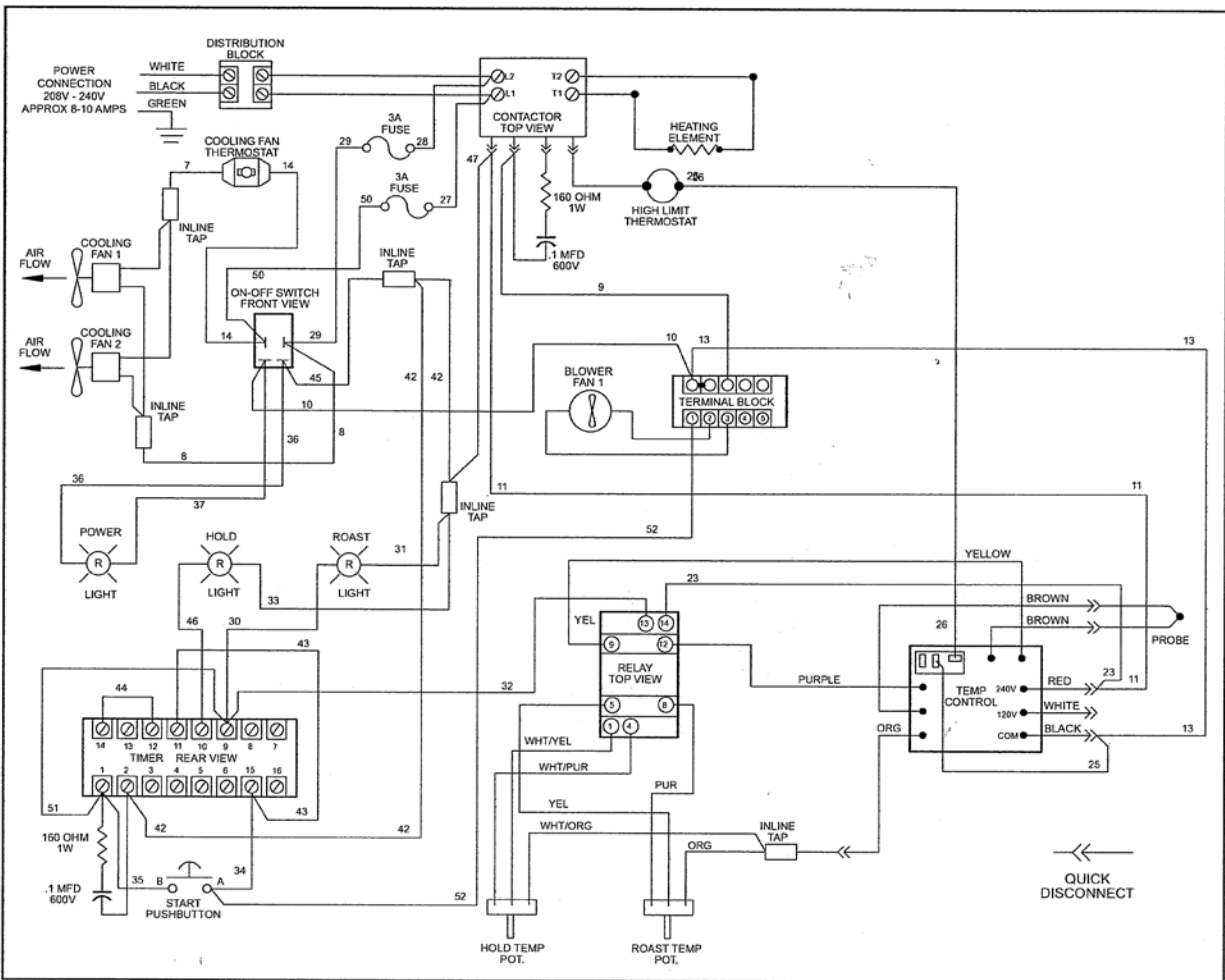 DISTRIBUTION
BLOCK
POWER
CONNECTION
208V - 240V
APPROX 8-10 AMPS
WHITE
BLACK
GREEN
L2
L1
T2
T1
CONTACTOR
TOP VIEW
3A
FUSE
29
28
3A
FUSE
50
27
47
HEATING
ELEMENT
COOLING FAN
THERMOSTAT
7
14
INLINE
TAP
160 OHM
1W
.1 MFD
600V
HIGH LIMIT
THERMOSTAT
26
AIR
FLOW
COOLING
FAN 1
AIR
FLOW
COOLING
FAN 2
INLINE
TAP
50
ON-OFF SWITCH
FRONT VIEW
14
29
45
INLINE
TAP
42
42
9
10
13
13
BLOWER
FAN 1
TERMINAL BLOCK
1
2
3
4
5
10
36
8
8
36
37
INLINE
TAP
11
11
52
POWER
R
LIGHT
HOLD
R
LIGHT
ROAST
R
LIGHT
31
33
46
30
43
YELLOW
23
YEL
13
14
9
12
RELAY
TOP VIEW
5
8
1
4
BROWN
BROWN
PROBE
26
PURPLE
ORG
TEMP
CONTROL
240V
120V
COM
RED
WHITE
BLACK
23
11
13
25
44
32
14
13
12
11
10
9
8
7
TIMER
REAR VIEW
1
2
3
4
5
6
15
16
51
42
43
42
160 OHM
1W
.1 MFD
600V
35
B
A
34
START
PUSHBUTTON
52
WHT/YEL
WHT/PUR
YEL
PUR
WHT/ORG
ORG
INLINE
TAP
HOLD TEMP
POT.
ROAST TEMP
POT.
QUICK
DISCONNECT